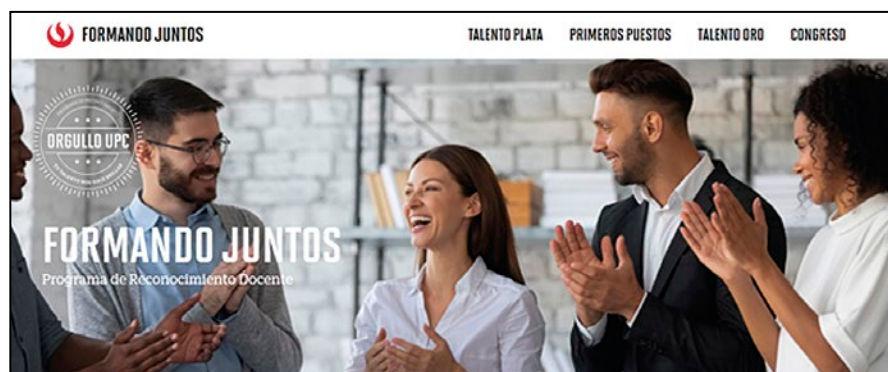 FORMANDO JUNTOS
TALENTO PLATA PRIMEROS PUESTOS TALENTO ORO CONGRESO
ORGULLO UPC
FORMANDO JUNTOS
Programa de Reconocimiento Docente